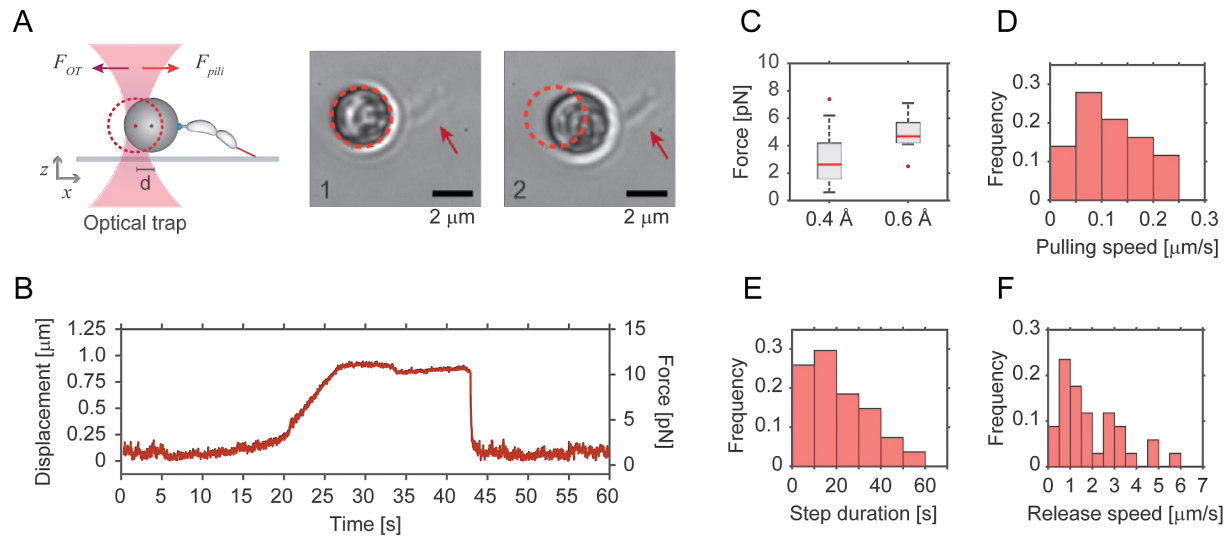 A
F_OT
F_pili
z
x
d
Optical trap
1
2 μm
2
2 μm
B
Displacement [μm]
1.25
1.0
0.75
0.50
0.25
0
15
10
5
0
Force [pN]
0 5 10 15 20 25 30 35 40 45 50 55 60
Time [s]
C
Force [pN]
10
8
6
4
2
0
0.4 Å 0.6 Å
D
Frequency
0.3
0.2
0.1
0 0.1 0.2 0.3
Pulling speed [μm/s]
E
Frequency
0.3
0.2
0.1
0
0 20 40 60
Step duration [s]
F
Frequency
0.3
0.2
0.1
0
0 1 2 3 4 5 6 7
Release speed [μm/s]